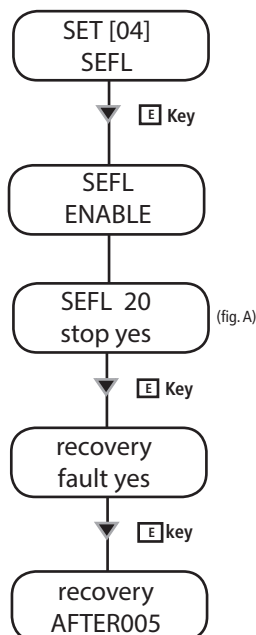 SET [04]
SEFL
E Key
SEFL
ENABLE
SEFL 20
stop yes
(fig. A)
E Key
recovery
fault yes
E key
recovery
AFTER005